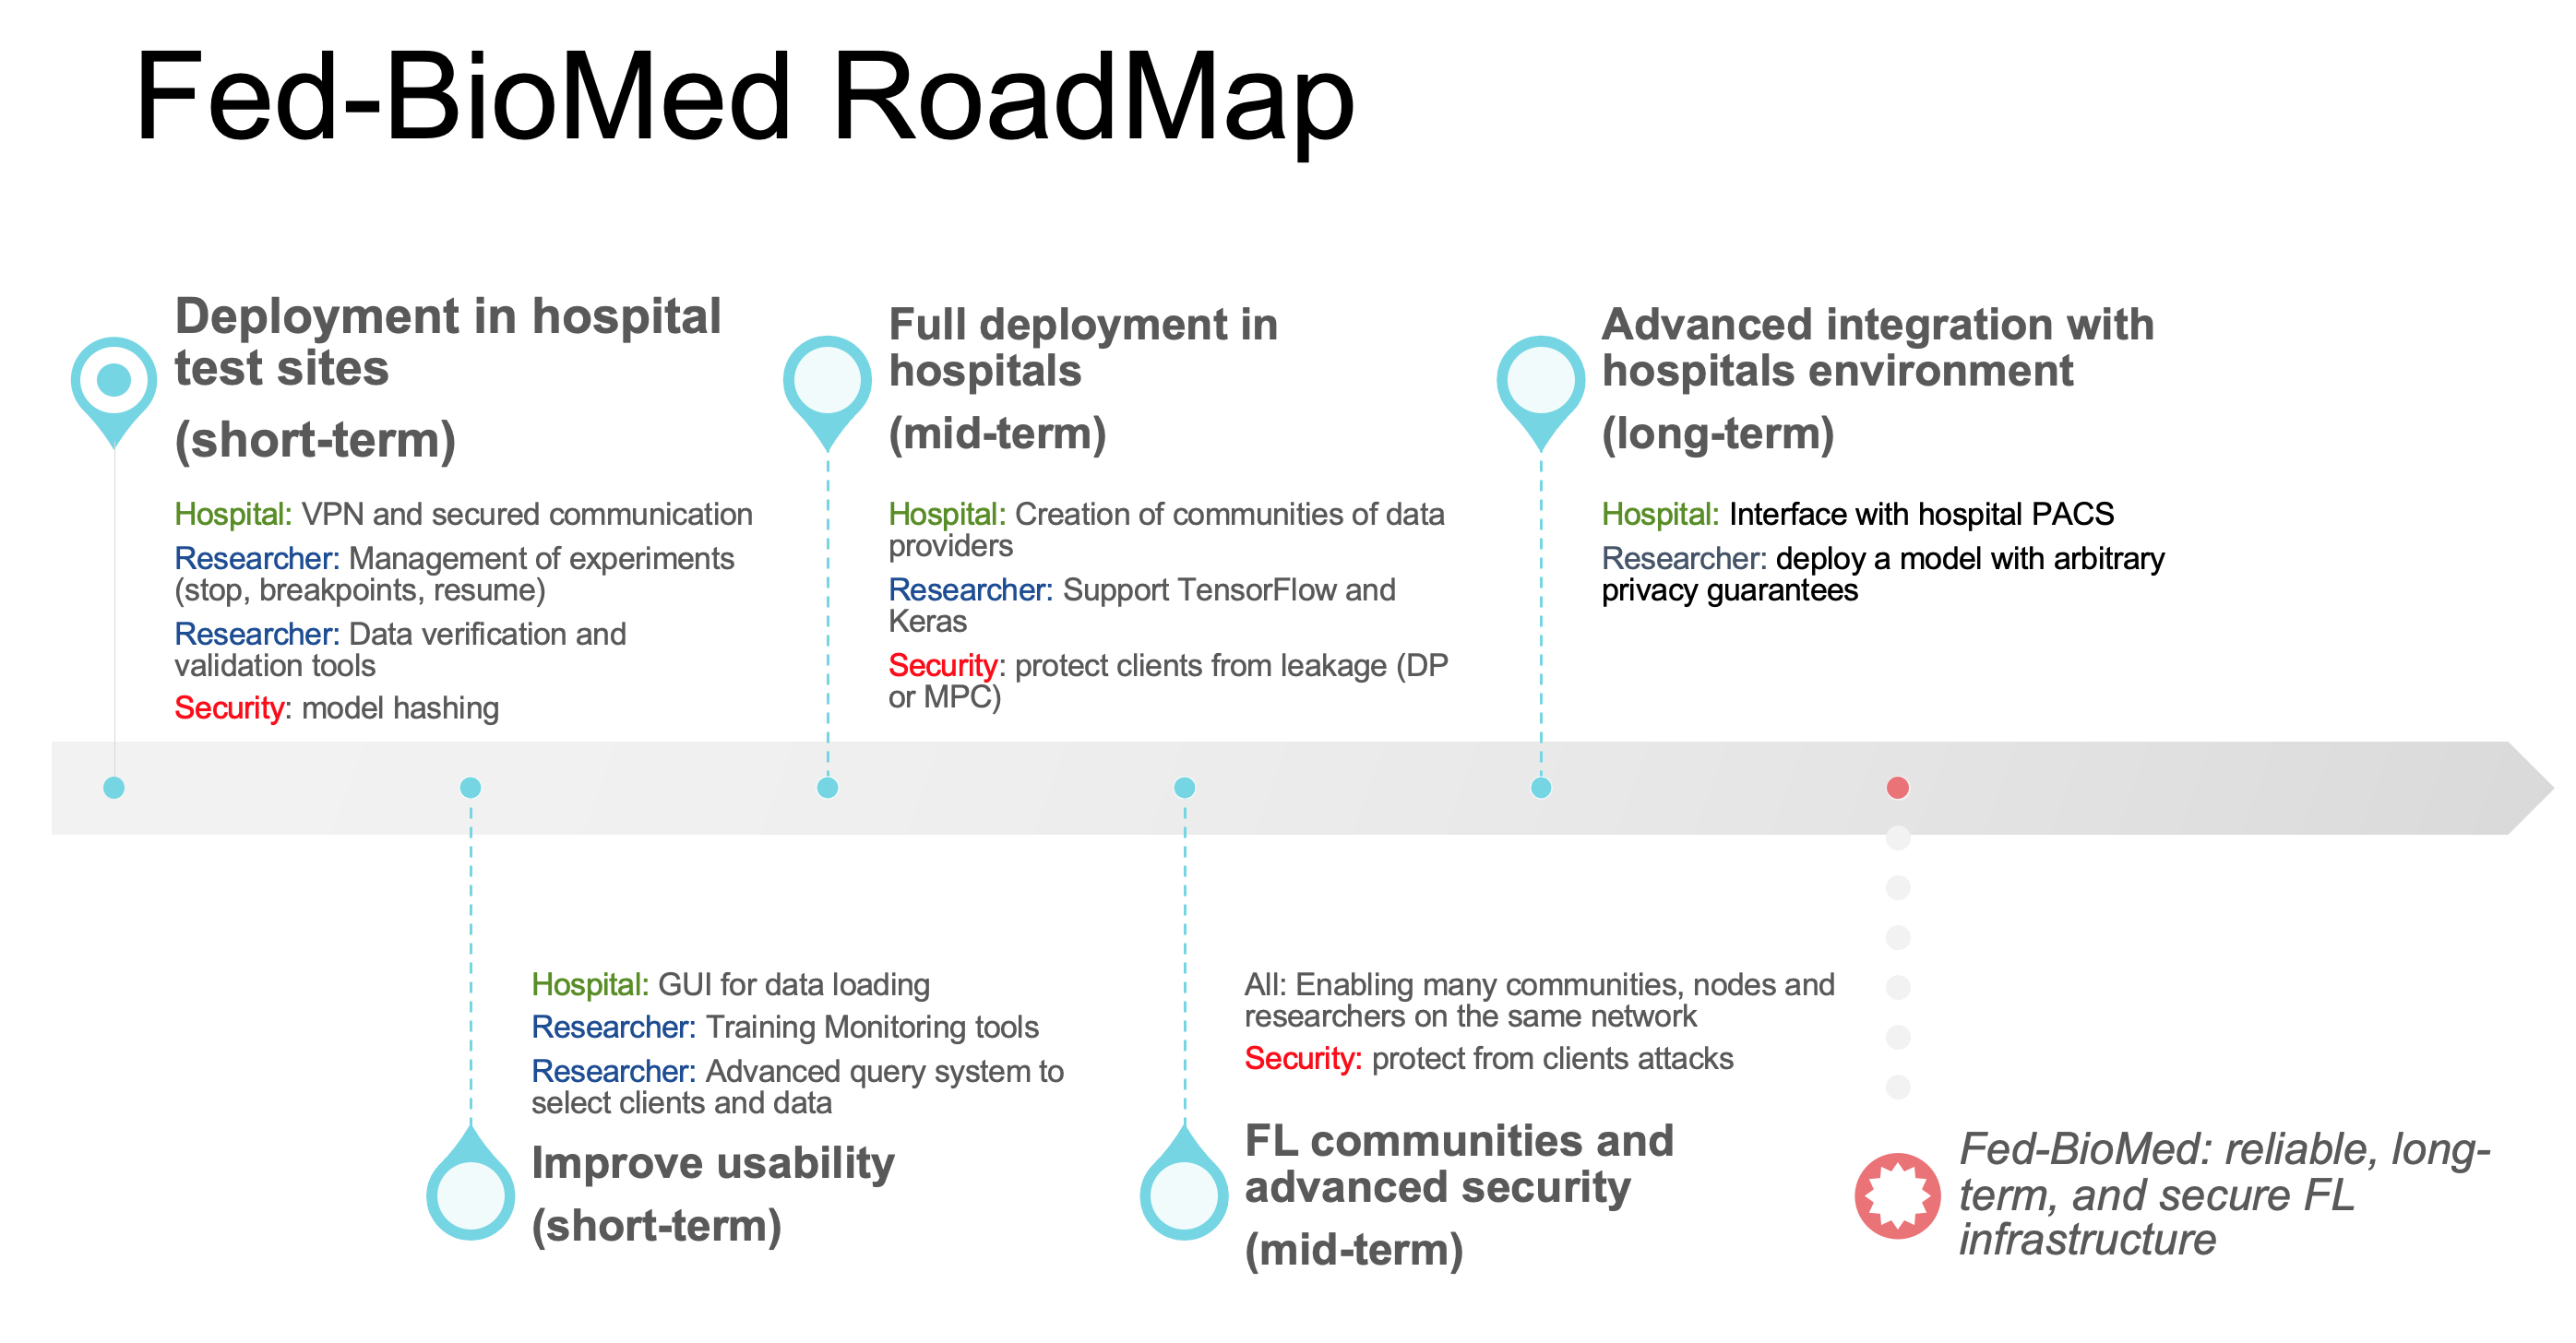 Fed-BioMed RoadMap
Deployment in hospital
test sites
(short-term)
Hospital: VPN and secured communication
Researcher: Management of experiments
(stop, breakpoints, resume)
Researcher: Data verification and
validation tools
Security: model hashing
Full deployment in
hospitals
(mid-term)
Hospital: Creation of communities of data
providers
Researcher: Support TensorFlow and
Keras
Security: protect clients from leakage (DP
or MPC)
Advanced integration with
hospitals environment
(long-term)
Hospital: Interface with hospital PACS
Researcher: deploy a model with arbitrary
privacy guarantees
Hospital: GUI for data loading
Researcher: Training Monitoring tools
Researcher: Advanced query system to
select clients and data
Improve usability
(short-term)
All: Enabling many communities, nodes and
researchers on the same network
Security: protect from clients attacks
FL communities and
advanced security
(mid-term)
Fed-BioMed: reliable, long-
term, and secure FL
infrastructure